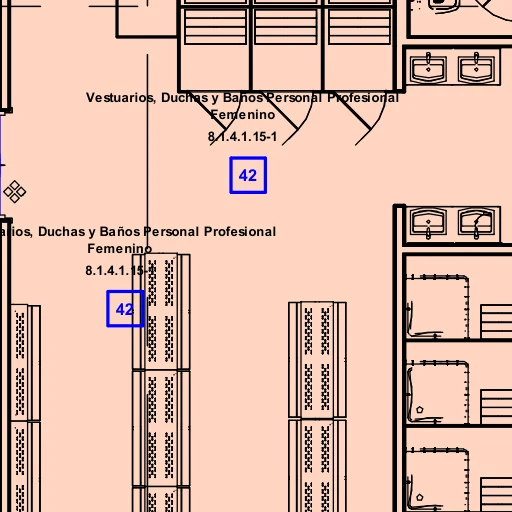 Vestuarios, Duchas y Baños Personal Profesional
Femenino
8.1.4.1.15-1
42
arios, Duchas y Baños Personal Profesional
Femenino
8.1.4.1.15-1
42